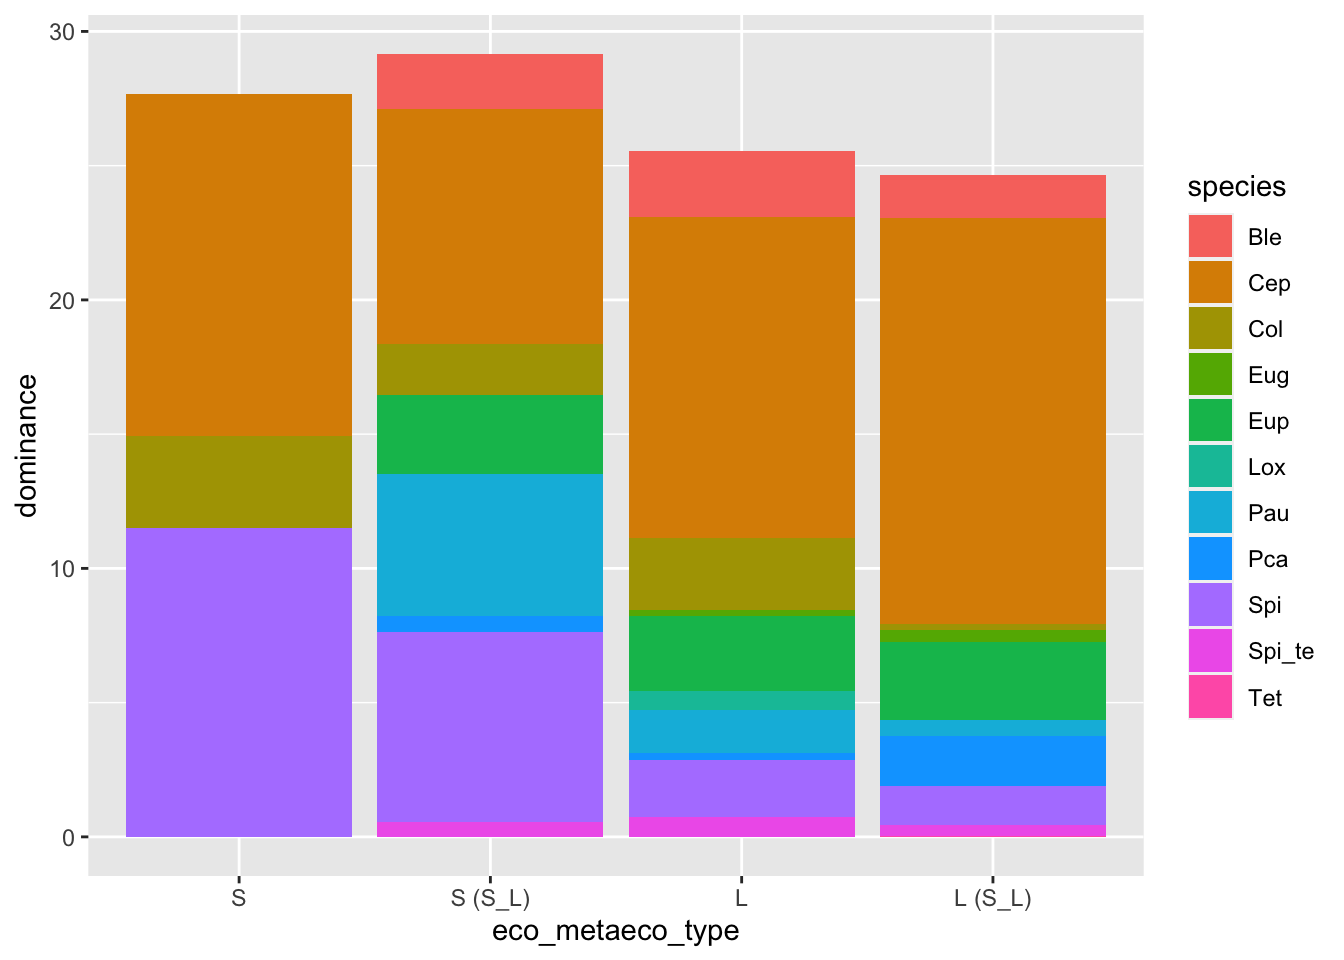 30
20
10
0
dominance
S
S (S_L)
L
L (S_L)
eco_metaeco_type
species
Ble
Cep
Col
Eug
Eup
Lox
Pau
Pca
Spi
Spi_te
Tet